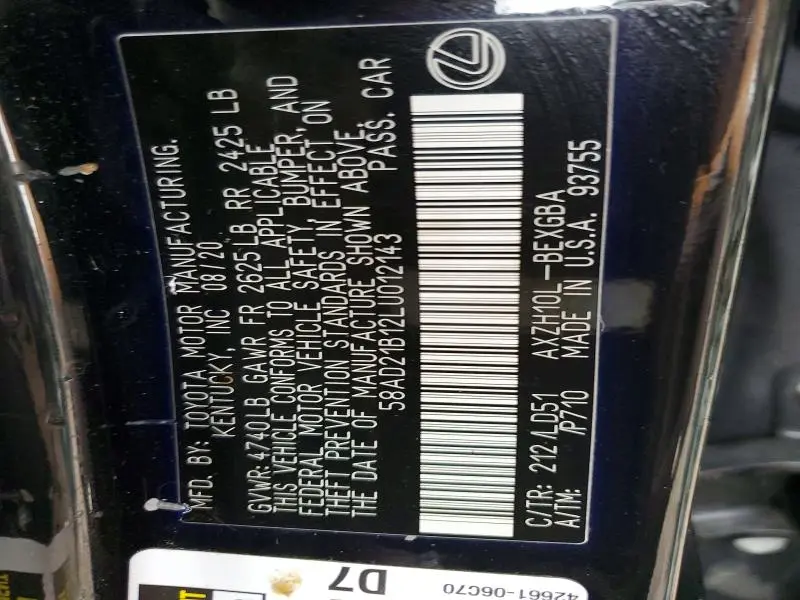 MFD. BY: TOYOTA MOTOR MANUFACTURING.
KENTUCKY, INC 08/20
GVWR: 4740LB GAWR FR 2625LB RR 2425 LB
THIS VEHICLE CONFORMS TO ALL APPLICABLE
FEDERAL MOTOR VEHICLE SAFETY, BUMPER, AND
THEFT PREVENTION STANDARDS IN EFFECT ON
THE DATE OF MANUFACTURE SHOWN ABOVE.
58AD21B12LU012143 PASS. CAR
C/TR: 212/LD51 AXZH10L-BEXGBA
A/TM: /P710 MADE IN U.S.A. 93755
D7
42661-06C70